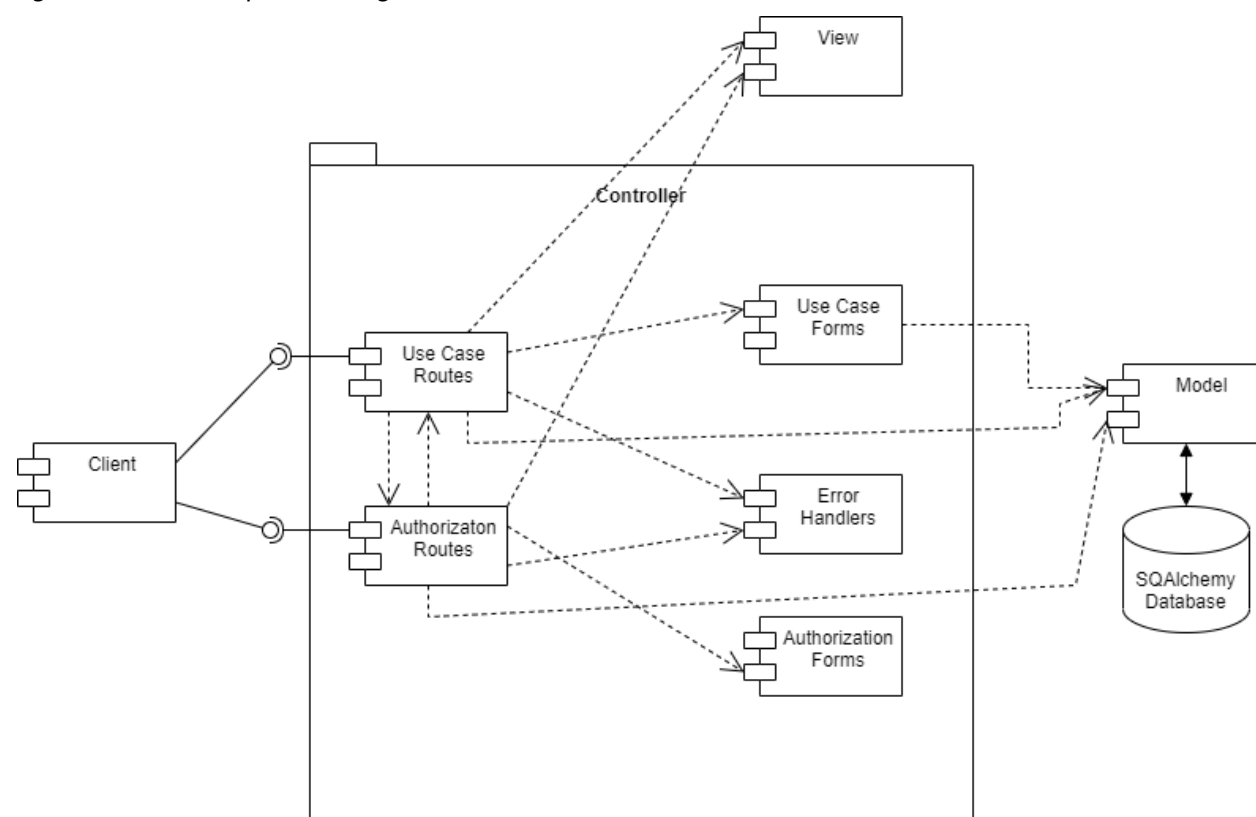 View
Controller
Use Case
Forms
Use Case
Routes
Model
Client
Error
Handlers
Authorizaton
Routes
SQAlchemy
Database
Authorization
Forms